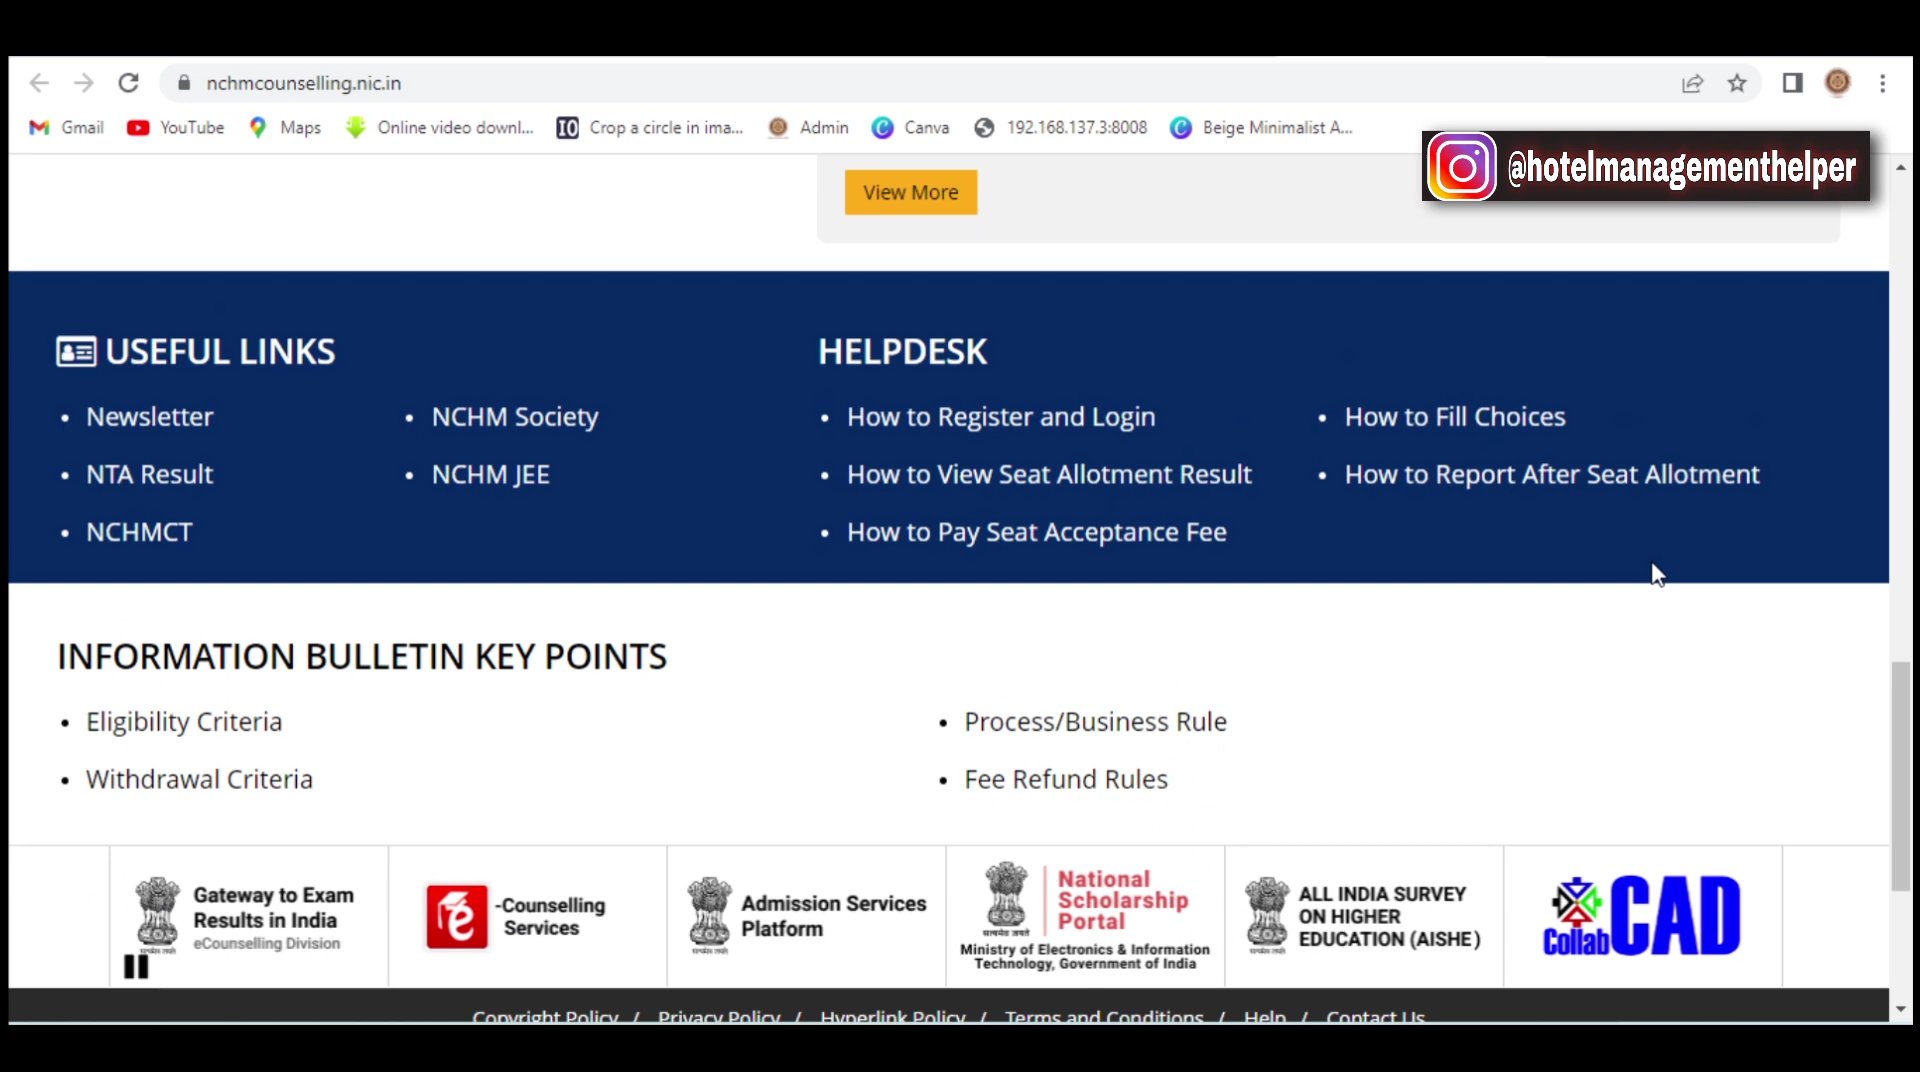 nchmcounselling.nic.in
Gmail YouTube Maps Online video downl... IO Crop a circle in ima... Admin Canva 192.168.137.3:8008 Beige Minimalist A...
@hotelmanagementhelper
View More
USEFUL LINKS
Newsletter
NCHM Society
NTA Result
NCHM JEE
NCHMCT
HELPDESK
How to Register and Login
How to Fill Choices
How to View Seat Allotment Result
How to Report After Seat Allotment
How to Pay Seat Acceptance Fee
INFORMATION BULLETIN KEY POINTS
Eligibility Criteria
Process/Business Rule
Withdrawal Criteria
Fee Refund Rules
Gateway to Exam
Results in India
eCounselling Division
e
-Counselling
Services
Admission Services
Platform
National
Scholarship
Portal
सत्यमेव जयते
Ministry of Electronics & Information
Technology, Government of India
ALL INDIA SURVEY
ON HIGHER
EDUCATION (AISHE)
Collab CAD
Copyright Policy / Privacy Policy / Hyperlink Policy / Terms and Conditions / Help / Contact Us